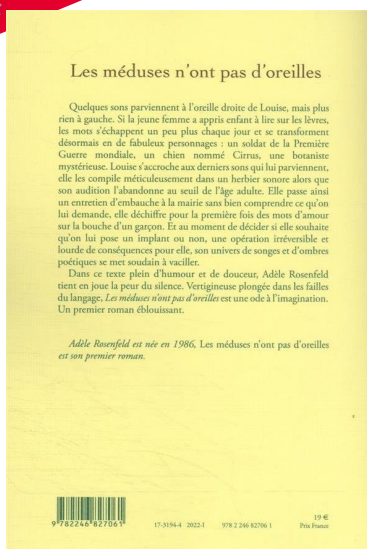 Les méduses n'ont pas d'oreilles
Quelques sons parviennent à l'oreille droite de Louise, mais plus
rien à gauche. Si la jeune femme a appris enfant à lire sur les lèvres,
les mots s'échappent un peu plus chaque jour et se transforment
désormais en de fabuleux personnages : un soldat de la Première
Guerre mondiale, un chien nommé Cirrus, une botaniste
mystérieuse. Louise s'accroche aux derniers sons qui lui parviennent,
elle les compile méticuleusement dans un herbier sonore alors que
son audition l'abandonne au seuil de l'âge adulte. Elle passe ainsi
un entretien d'embauche à la mairie sans bien comprendre ce qu'on
lui demande, elle déchiffre pour la première fois des mots d'amour
sur la bouche d'un garçon. Et au moment de décider si elle souhaite
qu'on lui pose un implant ou non, une opération irréversible et
lourde de conséquences pour elle, son univers de songes et d'ombres
poétiques se met soudain à vaciller.
Dans ce texte plein d'humour et de douceur, Adèle Rosenfeld
tient en joue la peur du silence. Vertigineuse plongée dans les failles
du langage, Les méduses n'ont pas d'oreilles est une ode à l'imagination.
Un premier roman éblouissant.
Adèle Rosenfeld est née en 1986, Les méduses n'ont pas d'oreilles
est son premier roman.
9 782246 827061
17-3194-4 2022-I
978 2 246 82706 1
19 €
Prix France